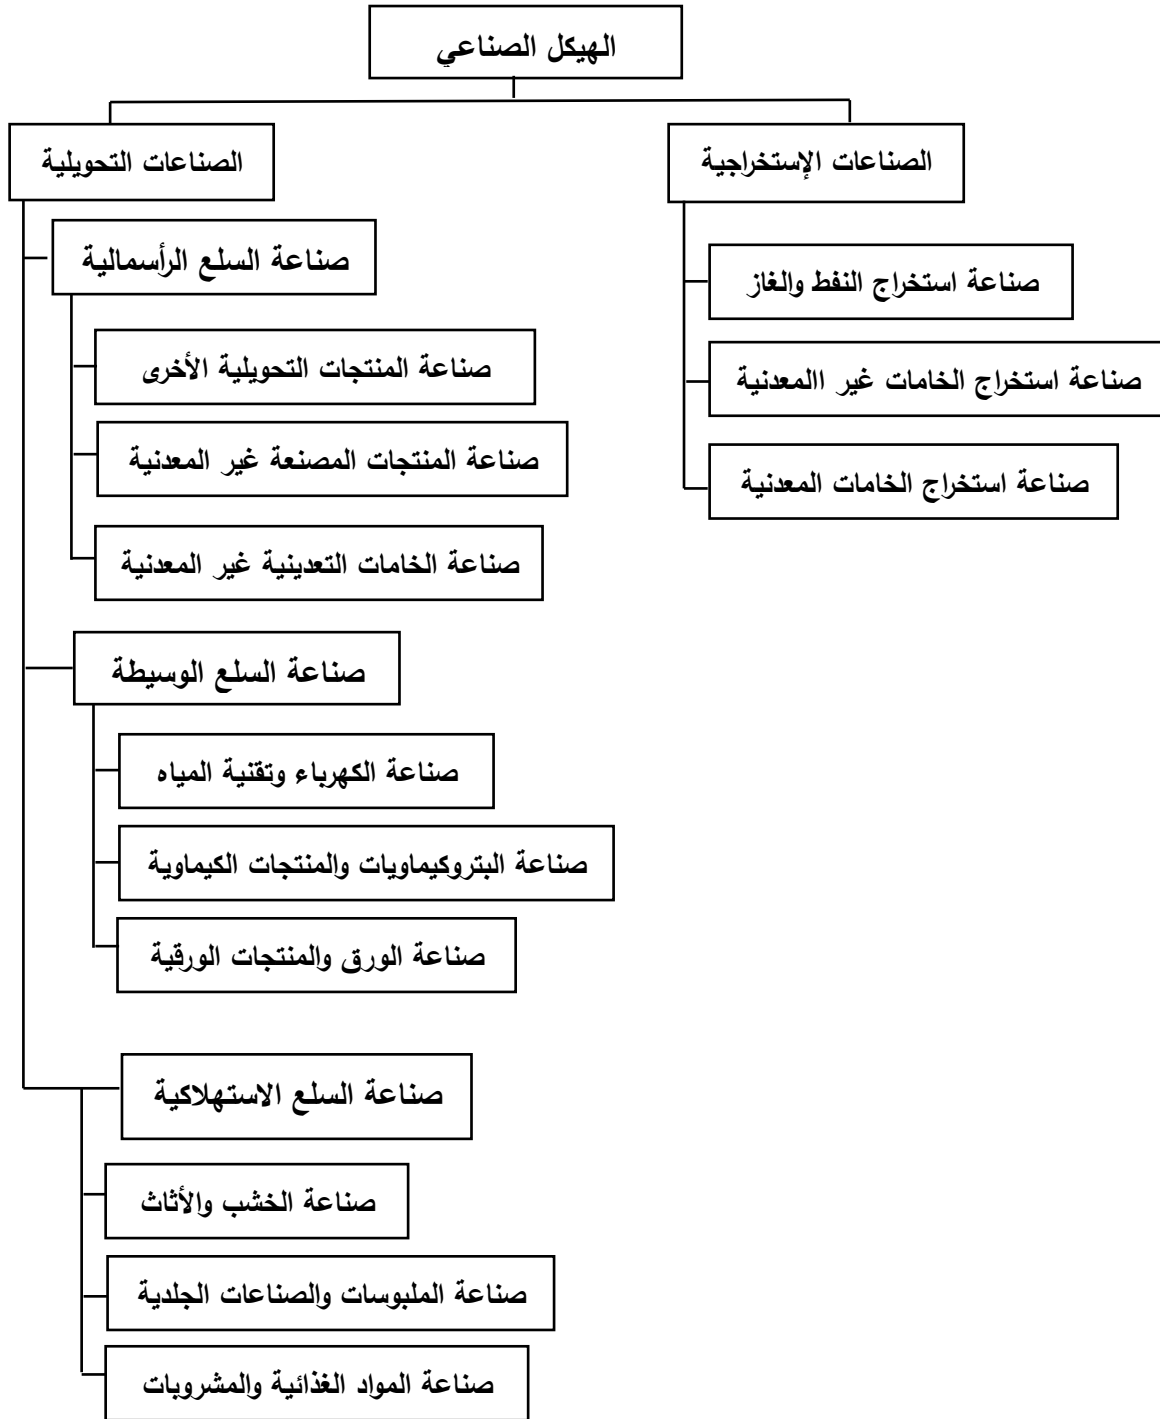 الهيكل الصناعي
الصناعات الإستخراجية
صناعة استخراج النفط والغاز
صناعة استخراج الخامات غير االمعدنية
صناعة استخراج الخامات المعدنية
الصناعات التحويلية
صناعة السلع الرأسمالية
صناعة المنتجات التحويلية الأخرى
صناعة المنتجات المصنعة غير المعدنية
صناعة الخامات التعدينية غير المعدنية
صناعة السلع الوسيطة
صناعة الكهرباء وتقنية المياه
صناعة البتروكيماويات والمنتجات الكيماوية
صناعة الورق والمنتجات الورقية
صناعة السلع الاستهلاكية
صناعة الخشب والأثاث
صناعة الملبوسات والصناعات الجلدية
صناعة المواد الغذائية والمشروبات